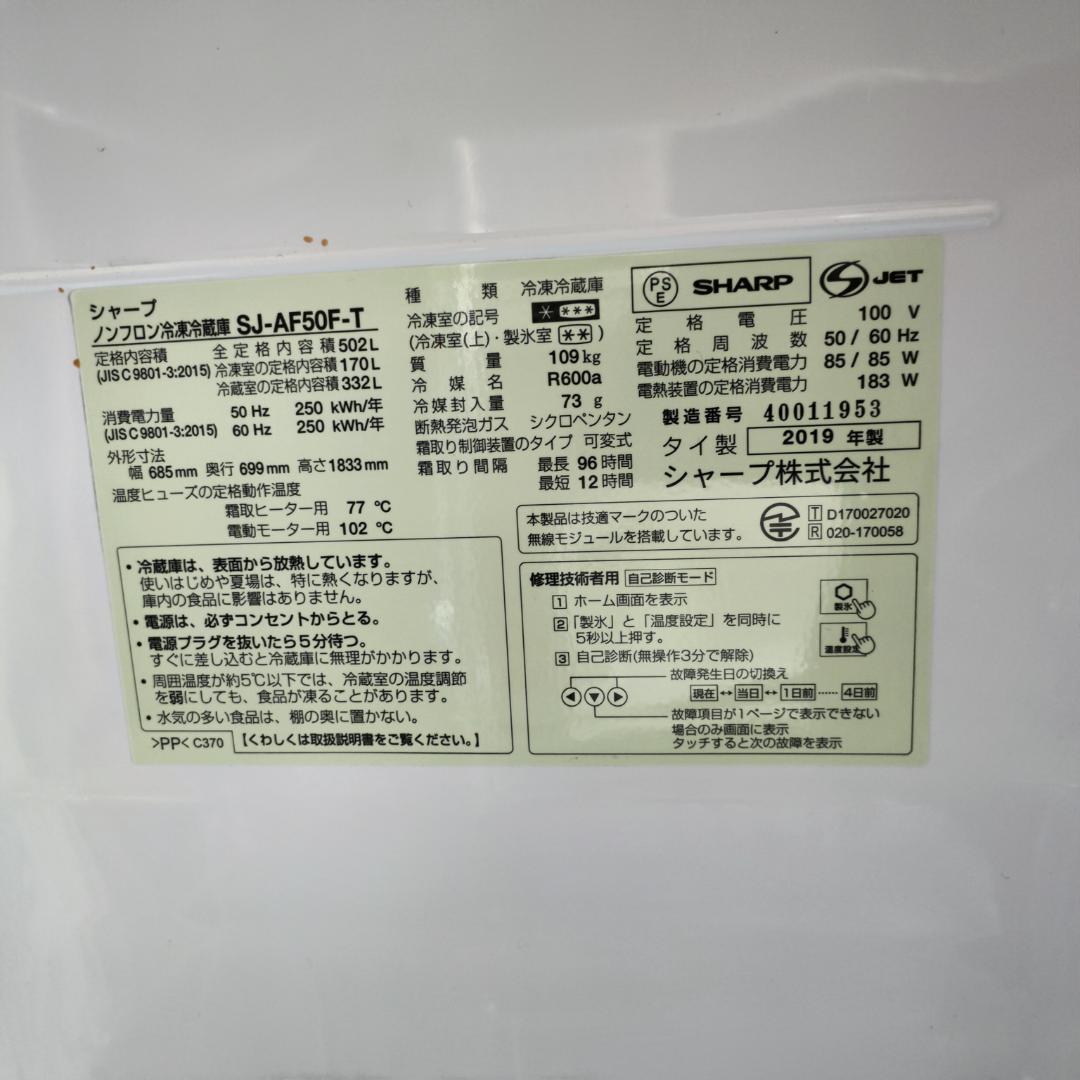 シャープ
ノンフロン冷凍冷蔵庫 SJ-AF50F-T
定格内容積 全定格内容積 502L
(JIS C 9801-3:2015) 冷凍室の定格内容積 170L
冷蔵室の定格内容積 332L
消費電力量 50 Hz 250 kWh/年
(JIS C 9801-3:2015) 60 Hz 250 kWh/年
外形寸法
幅 685mm 奥行 699mm 高さ 1833mm
温度ヒューズの定格動作温度
霜取ヒーター用 77 ℃
電動モーター用 102 ℃
種類 冷凍冷蔵庫
冷凍室の記号 * ***
(冷凍室(上)・製氷室 ** )
質量 109kg
冷媒名 R600a
冷媒封入量 73 g
断熱発泡ガス シクロペンタン
霜取り制御装置のタイプ 可変式
霜取り間隔 最長 96時間
最短 12時間
PSE SHARP S JET
定格電圧 100 V
定格周波数 50/60 Hz
電動機の定格消費電力 85/85 W
電熱装置の定格消費電力 183 W
製造番号 40011953
タイ製 2019 年製
シャープ株式会社
本製品は技適マークのついた
無線モジュールを搭載しています。
T D170027020
R 020-170058
・冷蔵庫は、表面から放熱しています。
使いはじめや夏場は、特に熱くなりますが、
庫内の食品に影響はありません。
・電源は、必ずコンセントからとる。
・電源プラグを抜いたら5分待つ。
すぐに差し込むと冷蔵庫に無理がかかります。
・周囲温度が約5℃以下では、冷蔵室の温度調節
を弱にしても、食品が凍ることがあります。
・水気の多い食品は、棚の奥に置かない。
>PP< C370 【くわしくは取扱説明書をご覧ください。】
修理技術者用 自己診断モード
1 ホーム画面を表示
2 「製氷」と「温度設定」を同時に
5秒以上押す。
3 自己診断(無操作3分で解除)
製氷
温度設定
故障発生日の切換え
現在 ↔ 当日 ↔ 1日前 …… 4日前
故障項目が1ページで表示できない
場合のみ画面に表示
タッチすると次の故障を表示